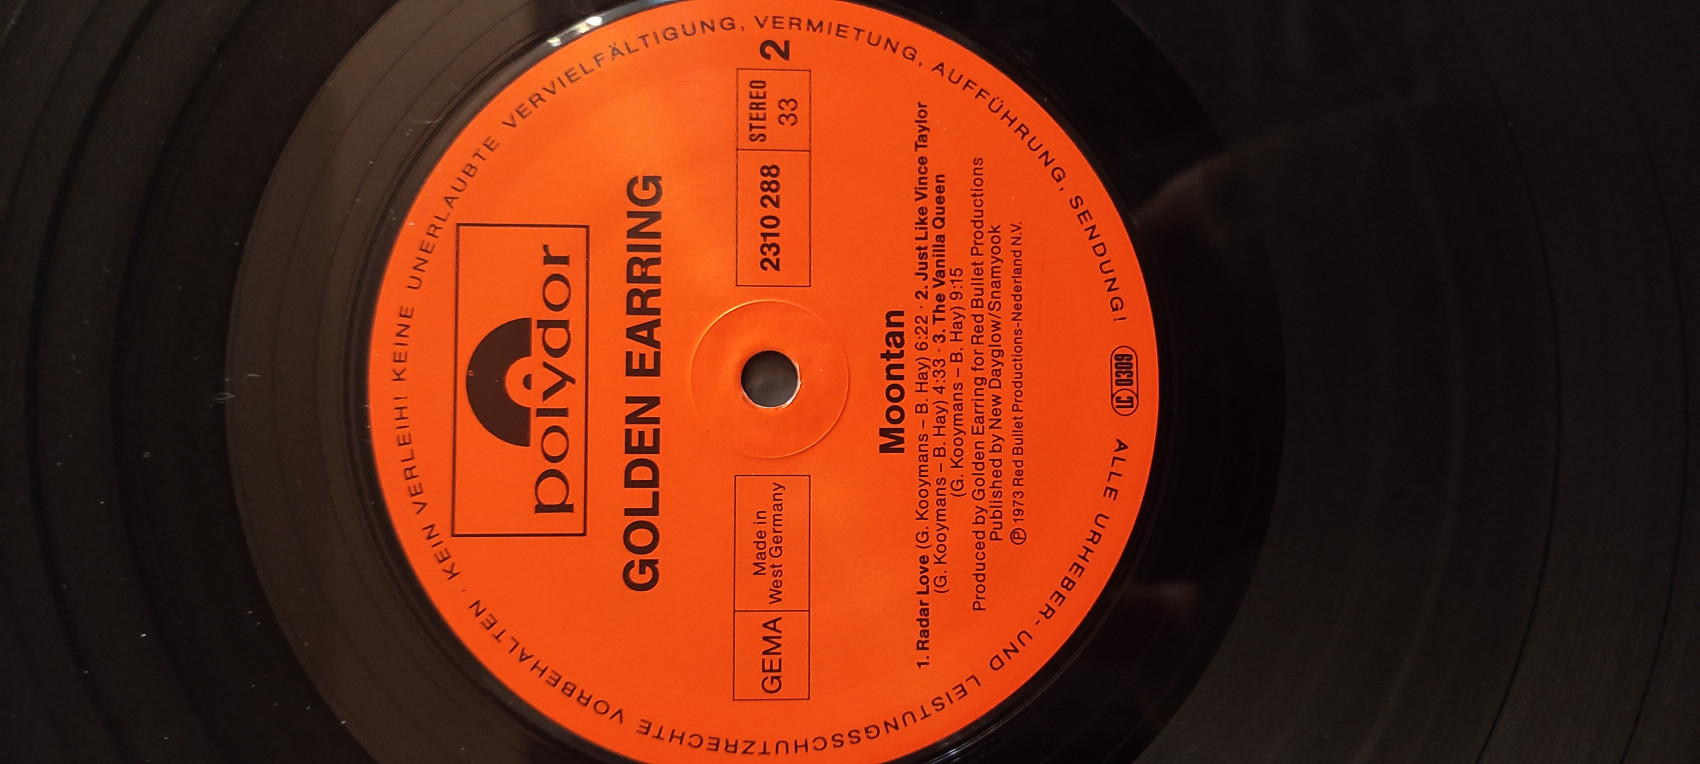 polydor
GOLDEN EARRING
GEMA
Made in
West Germany
2310 288
STEREO
33
2
Moontan
1. Radar Love (G. Kooymans – B. Hay) 6:22 · 2. Just Like Vince Taylor
(G. Kooymans – B. Hay) 4:33 · 3. The Vanilla Queen
(G. Kooymans – B. Hay) 9:15
Produced by Golden Earring for Red Bullet Productions
Published by New Dayglow/Snamyook
Ⓟ 1973 Red Bullet Productions-Nederland N.V.
LC 0309
ALLE URHEBER- UND LEISTUNGSSCHUTZRECHTE VORBEHALTEN · KEIN VERLEIH! KEINE UNERLAUBTE VERVIELFÄLTIGUNG, VERMIETUNG, AUFFÜHRUNG, SENDUNG!